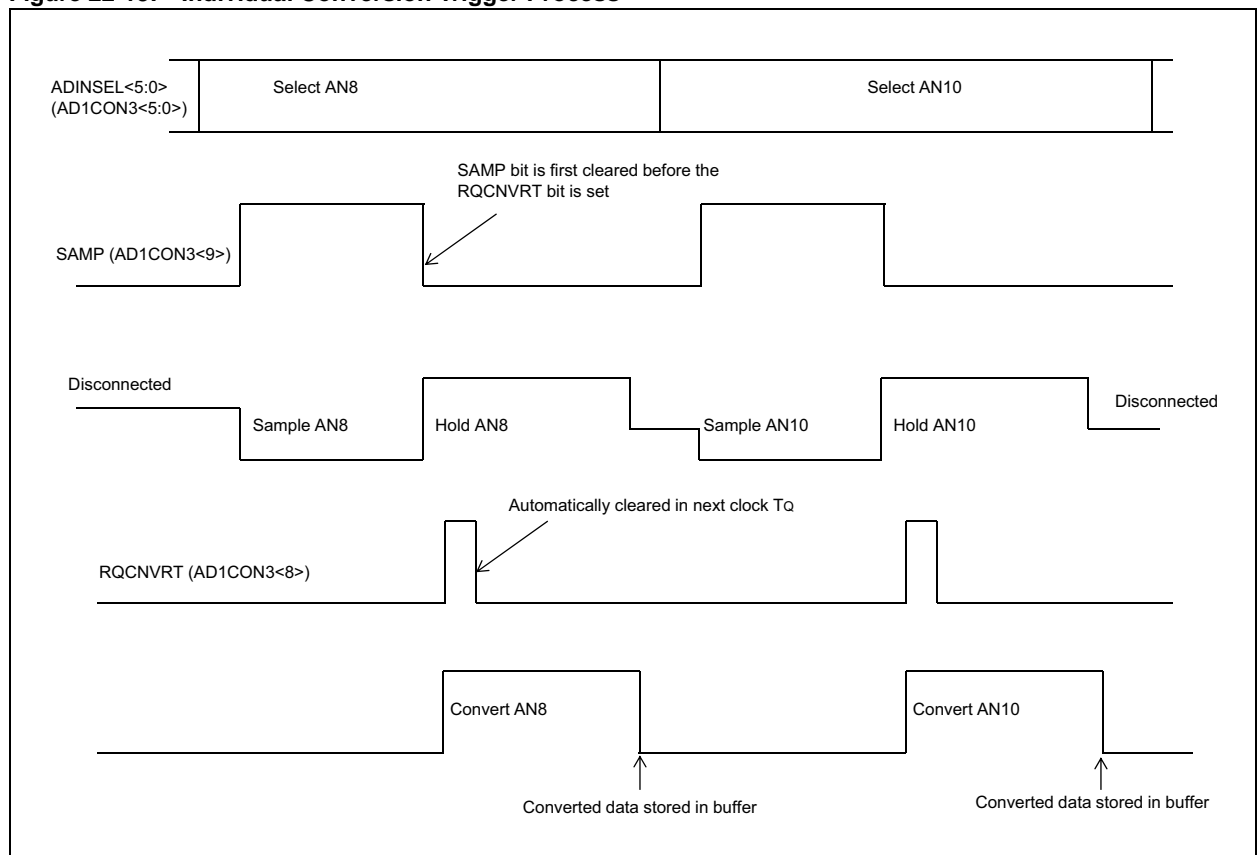 Figure 22-18: Individual Conversion Trigger Process
ADINSEL<5:0>
(AD1CON3<5:0>)
Select AN8
Select AN10
SAMP bit is first cleared before the
RQCNVRT bit is set
SAMP (AD1CON3<9>)
Disconnected
Sample AN8
Hold AN8
Sample AN10
Hold AN10
Disconnected
Automatically cleared in next clock TQ
RQCNVRT (AD1CON3<8>)
Convert AN8
Convert AN10
Converted data stored in buffer
Converted data stored in buffer